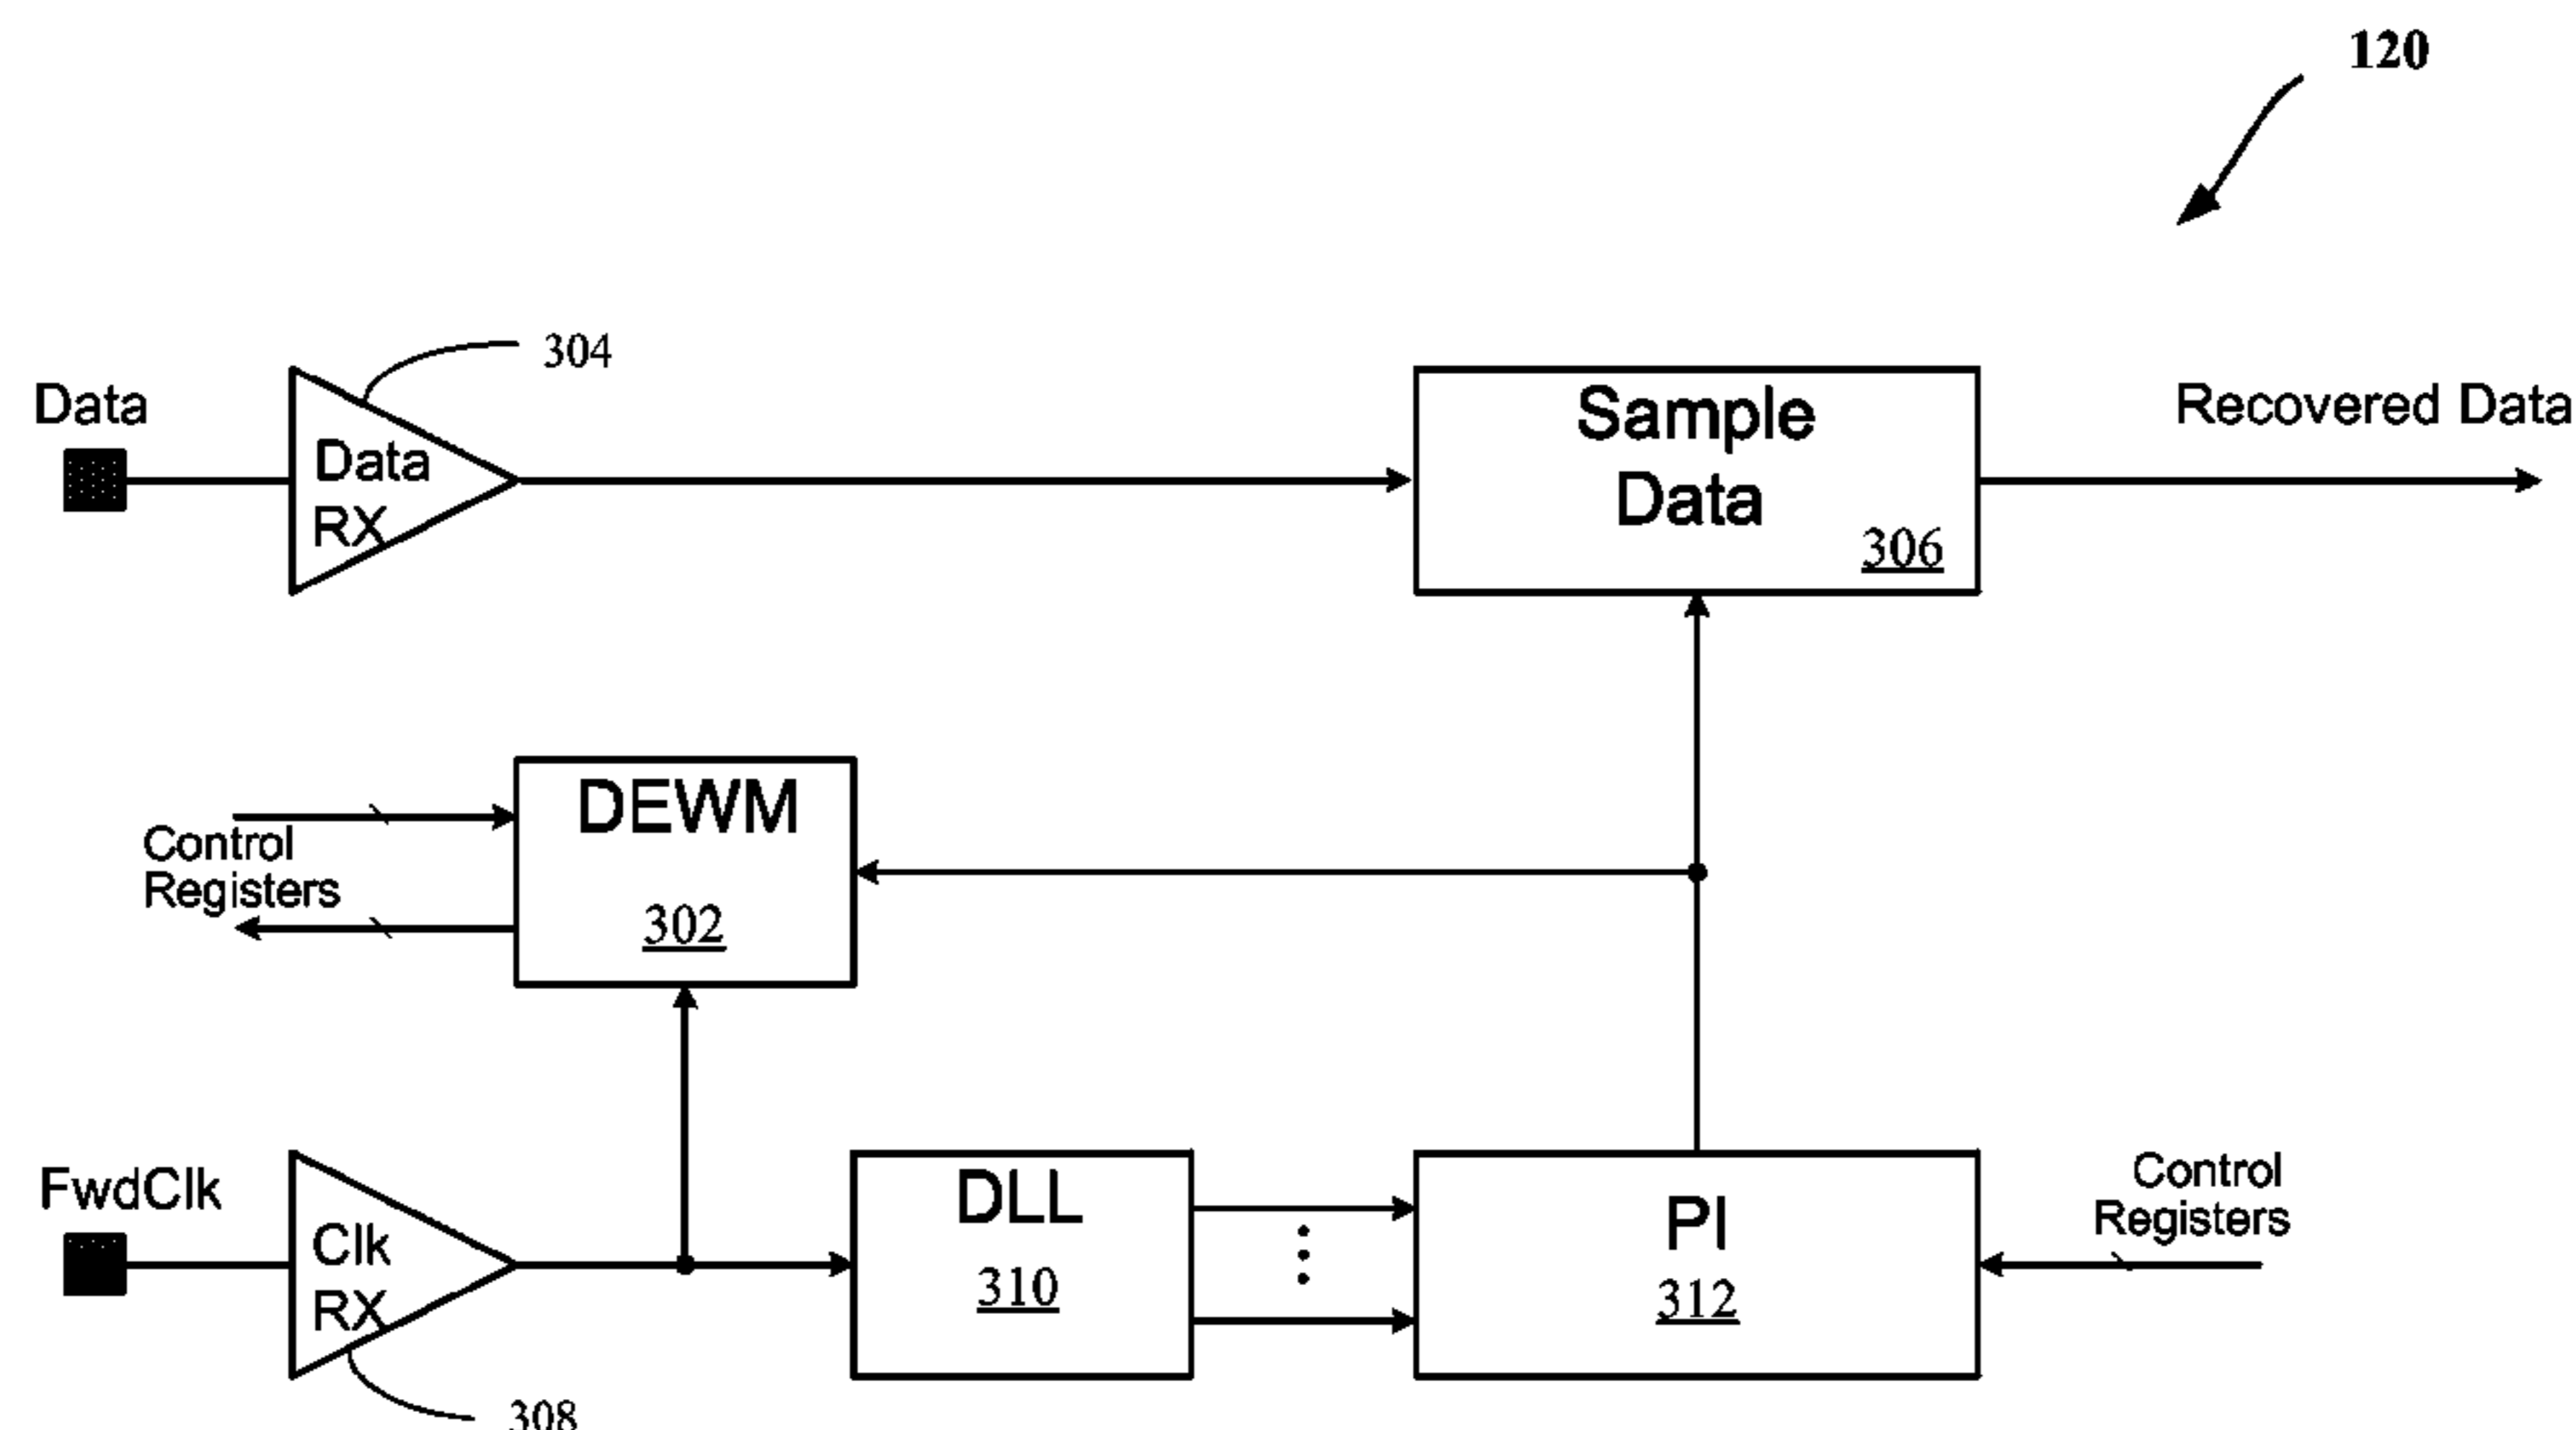 120
304
Data
Data
RX
Sample
Data
306
Recovered Data
DEWM
302
Control
Registers
FwdClk
Clk
RX
308
DLL
310
PI
312
Control
Registers